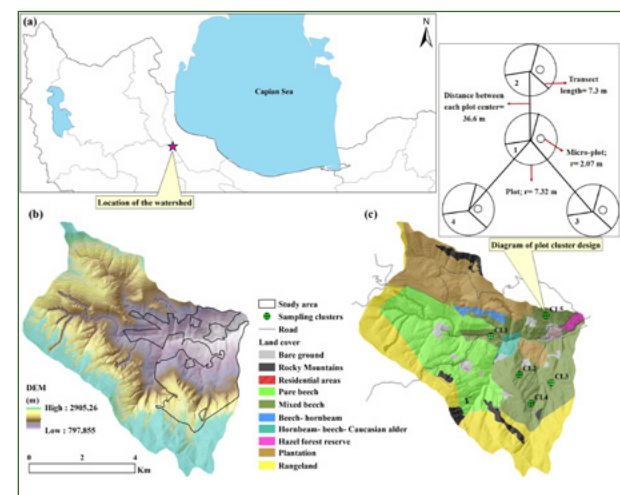 (a)
N
Capian Sea
Location of the watershed
2
Transect
length= 7.3 m
Distance between
each plot center=
36.6 m
1
Micro-plot;
r= 2.07 m
Plot; r= 7.32 m
4
3
Diagram of plot cluster design
(b)
(c)
DEM
(m)
High : 2905.26
Low : 797.855
0
2
4
Km
Study area
Sampling clusters
Road
Land cover
Bare ground
Rocky Mountains
Residential areas
Pure beech
Mixed beech
Beech- hornbeam
Hornbeam- beech- Caucasian alder
Hazel forest reserve
Plantation
Rangeland
CL2
CL3
CL4